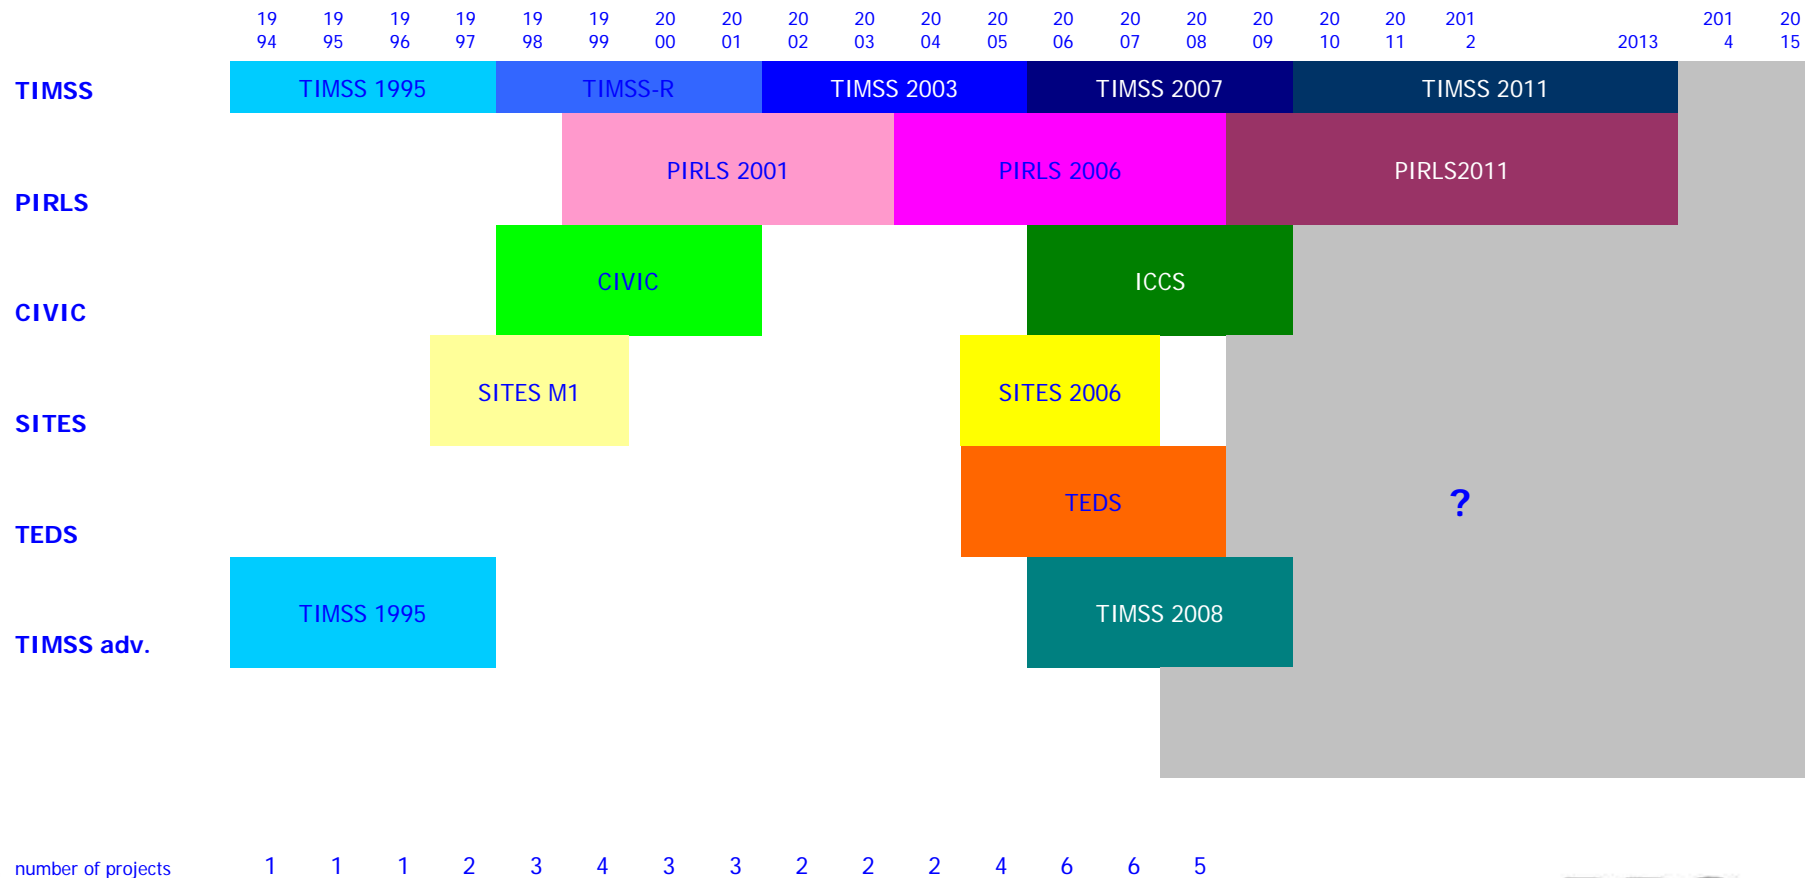 19 19 19 19 19 19 20 20 20 20 20 20 20 20 20 20 20 20 201 201 20
94 95 96 97 98 99 00 01 02 03 04 05 06 07 08 09 10 11 2 2013 4 15
TIMSS TIMSS 1995 TIMSS-R TIMSS 2003 TIMSS 2007 TIMSS 2011
PIRLS 2001 PIRLS 2006 PIRLS2011
PIRLS
CIVIC ICCS
CIVIC
SITES M1 SITES 2006
SITES
TEDS ?
TEDS
TIMSS 1995 TIMSS 2008
TIMSS adv.
number of projects 1 1 1 2 3 4 3 3 2 2 2 4 6 6 5